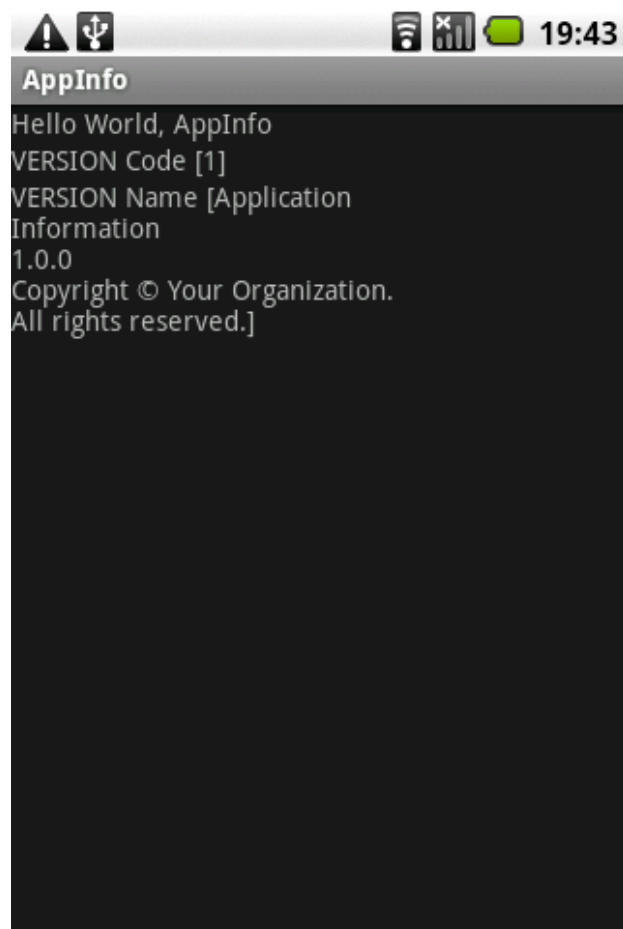 19:43
AppInfo
Hello World, AppInfo
VERSION Code [1]
VERSION Name [Application
Information
1.0.0
Copyright © Your Organization.
All rights reserved.]